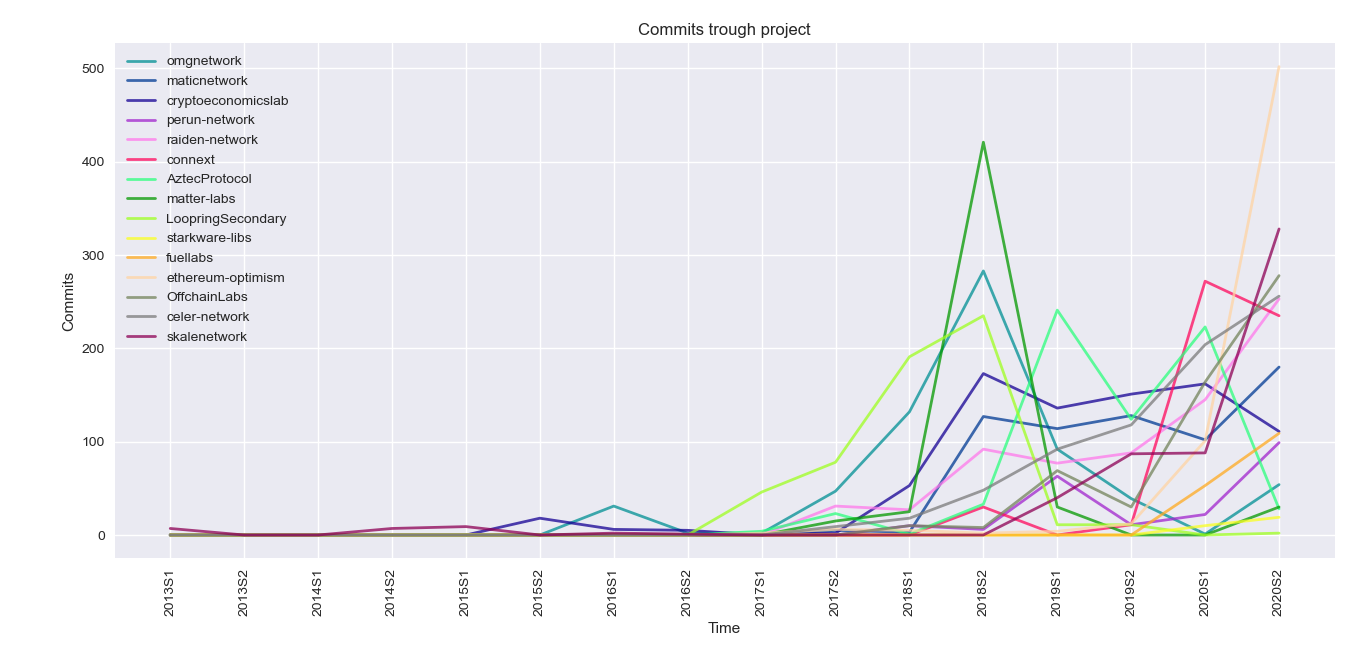 Commits trough project
500
400
300
200
100
0
Commits
omgnetwork
maticnetwork
cryptoeconomicslab
perun-network
raiden-network
connext
AztecProtocol
matter-labs
LoopringSecondary
starkware-libs
fuellabs
ethereum-optimism
OffchainLabs
celer-network
skalenetwork
2013S1
2013S2
2014S1
2014S2
2015S1
2015S2
2016S1
2016S2
2017S1
2017S2
2018S1
2018S2
2019S1
2019S2
2020S1
2020S2
Time